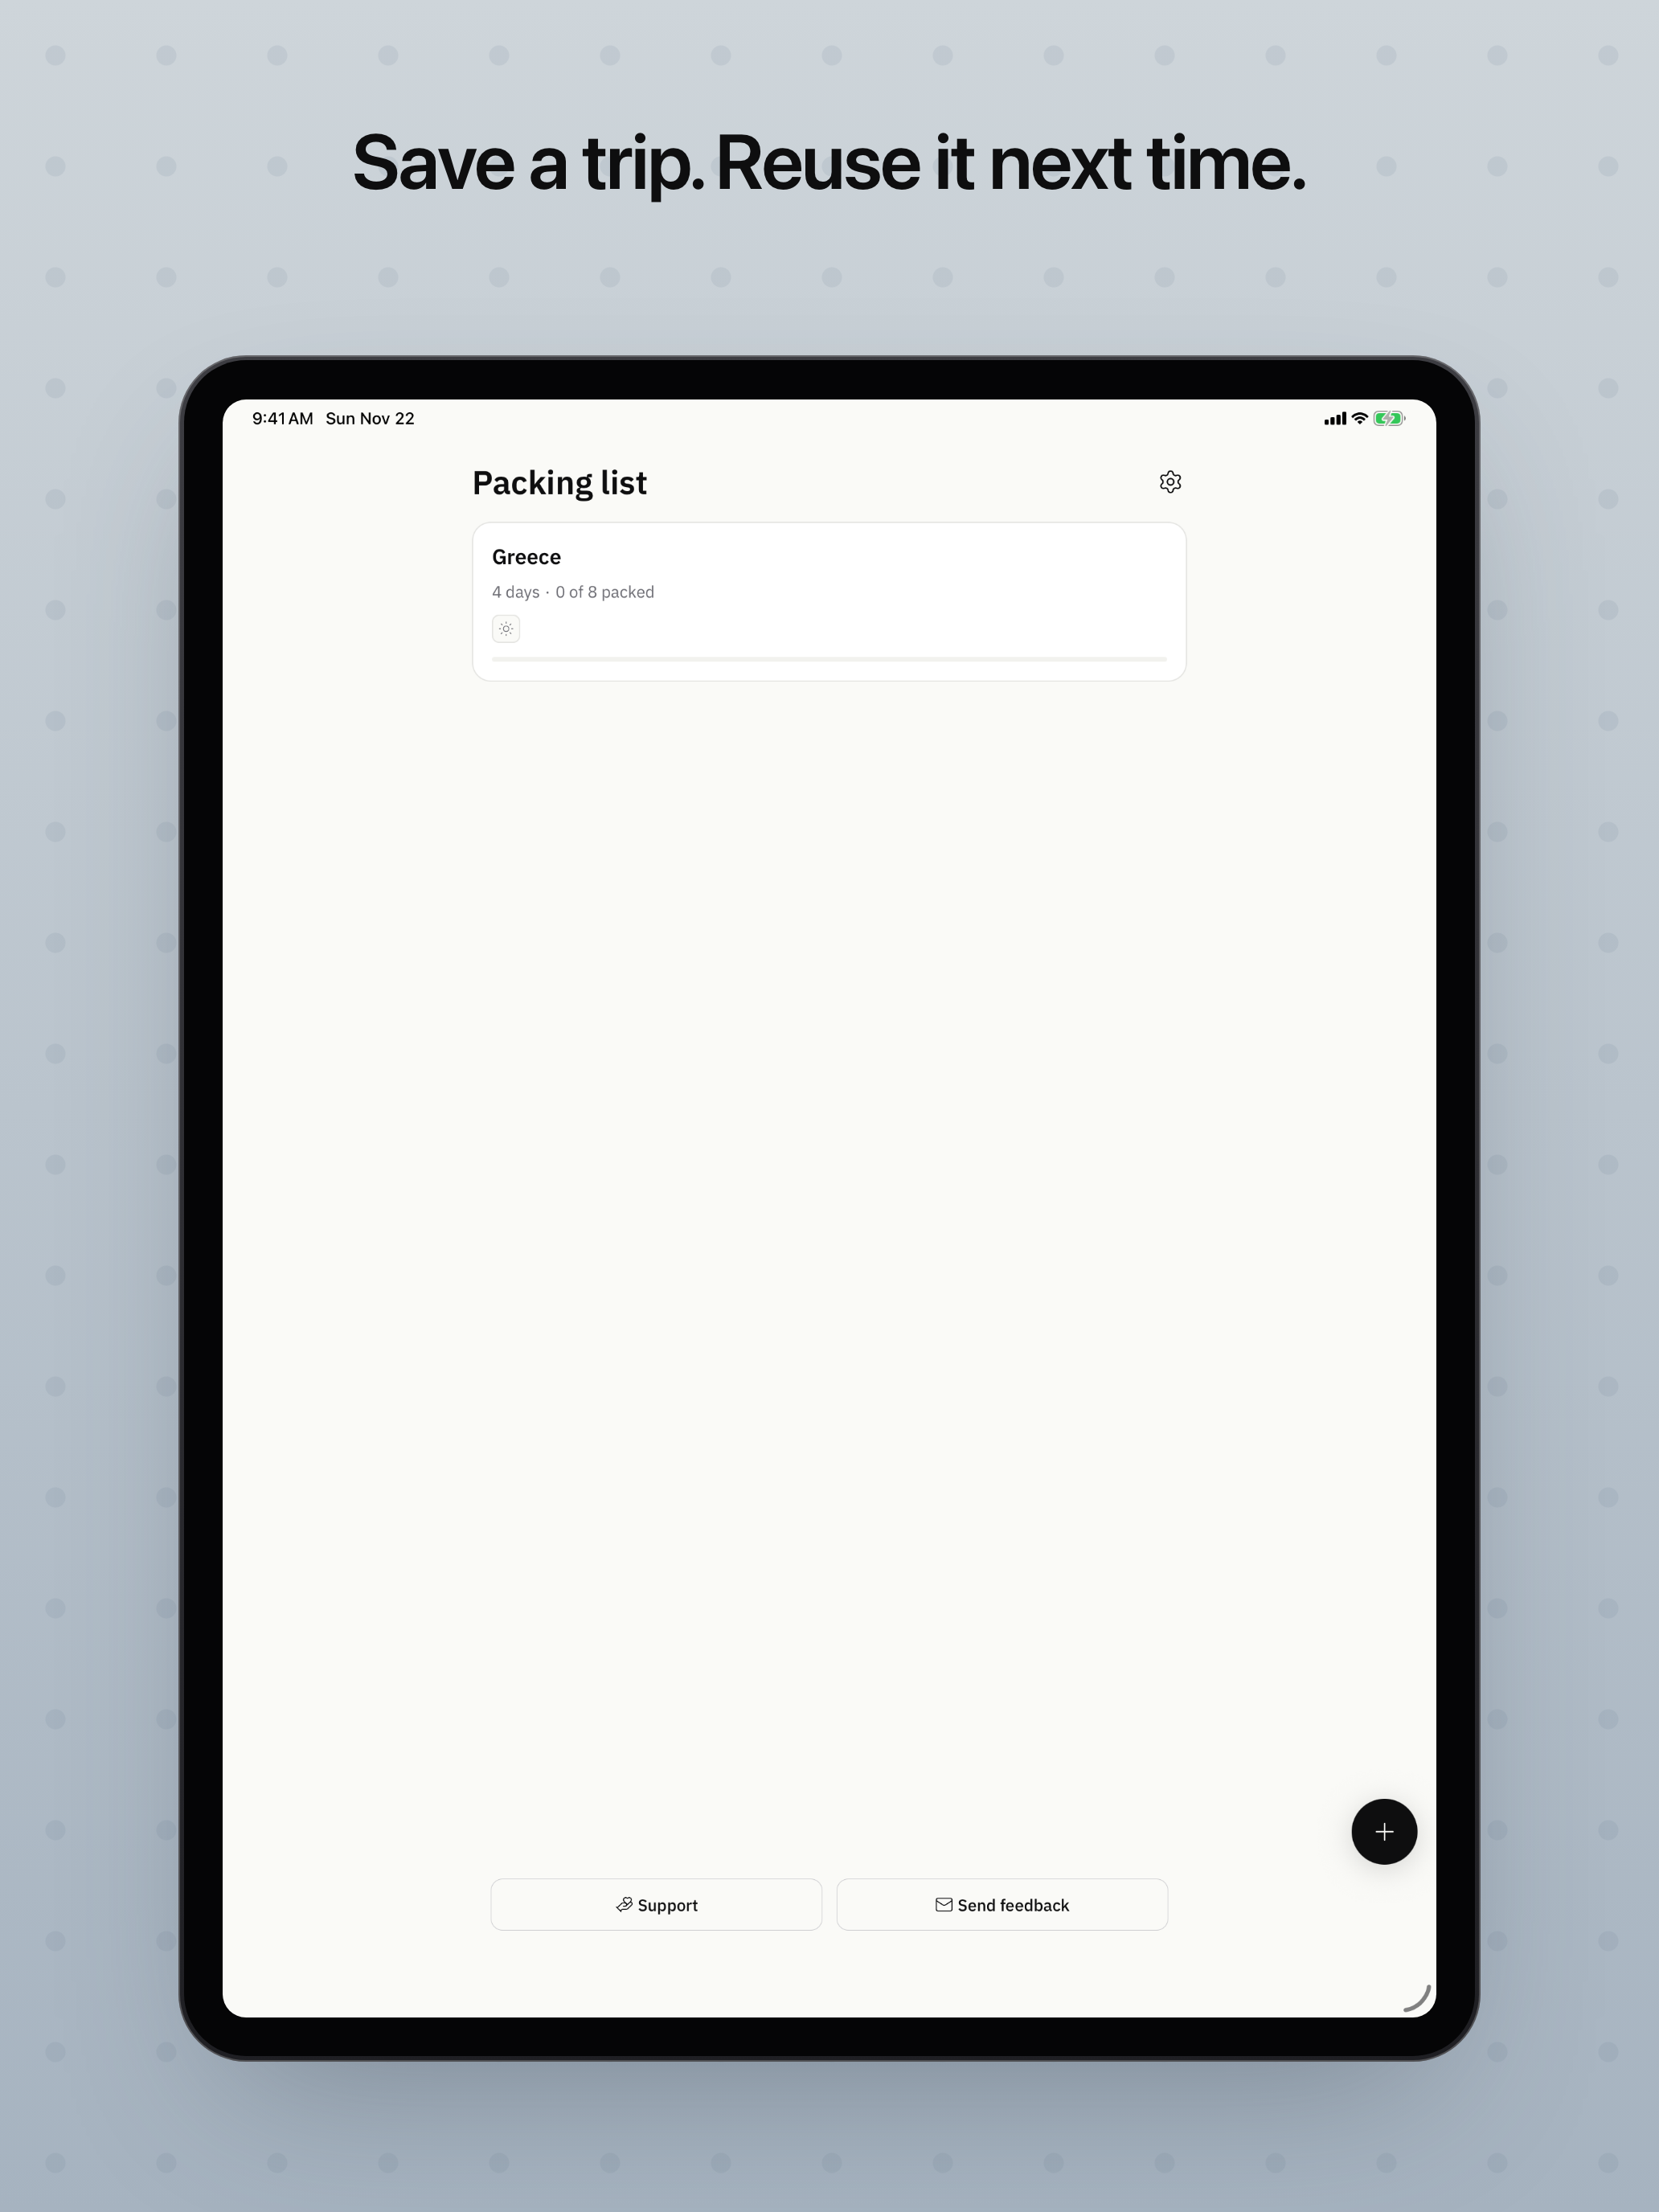 Save a trip. Reuse it next time.
9:41 AM Sun Nov 22
Packing list
Greece
4 days · 0 of 8 packed
Support
Send feedback